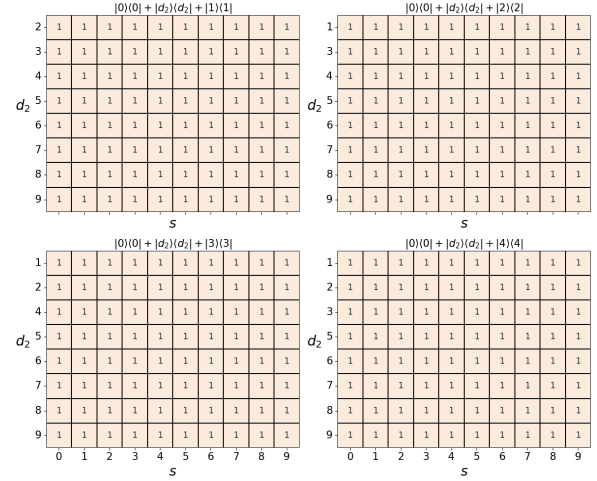 |0⟩⟨0| + |d₂⟩⟨d₂| + |1⟩⟨1| |0⟩⟨0| + |d₂⟩⟨d₂| + |2⟩⟨2|
2 1 1 1 1 1 1 1 1 1 1 1 1 1 1 1 1 1 1 1 1 1
3 1 1 1 1 1 1 1 1 1 1 3 1 1 1 1 1 1 1 1 1 1
4 1 1 1 1 1 1 1 1 1 1 4 1 1 1 1 1 1 1 1 1 1
5 1 1 1 1 1 1 1 1 1 1 5 1 1 1 1 1 1 1 1 1 1
d₂ d₂
6 1 1 1 1 1 1 1 1 1 1 6 1 1 1 1 1 1 1 1 1 1
7 1 1 1 1 1 1 1 1 1 1 7 1 1 1 1 1 1 1 1 1 1
8 1 1 1 1 1 1 1 1 1 1 8 1 1 1 1 1 1 1 1 1 1
9 1 1 1 1 1 1 1 1 1 1 9 1 1 1 1 1 1 1 1 1 1
s s
|0⟩⟨0| + |d₂⟩⟨d₂| + |3⟩⟨3| |0⟩⟨0| + |d₂⟩⟨d₂| + |4⟩⟨4|
1 1 1 1 1 1 1 1 1 1 1 1 1 1 1 1 1 1 1 1 1 1
2 1 1 1 1 1 1 1 1 1 1 2 1 1 1 1 1 1 1 1 1 1
4 1 1 1 1 1 1 1 1 1 1 3 1 1 1 1 1 1 1 1 1 1
5 1 1 1 1 1 1 1 1 1 1 5 1 1 1 1 1 1 1 1 1 1
d₂ d₂
6 1 1 1 1 1 1 1 1 1 1 6 1 1 1 1 1 1 1 1 1 1
7 1 1 1 1 1 1 1 1 1 1 7 1 1 1 1 1 1 1 1 1 1
8 1 1 1 1 1 1 1 1 1 1 8 1 1 1 1 1 1 1 1 1 1
9 1 1 1 1 1 1 1 1 1 1 9 1 1 1 1 1 1 1 1 1 1
0 1 2 3 4 5 6 7 8 9 0 1 2 3 4 5 6 7 8 9
s s